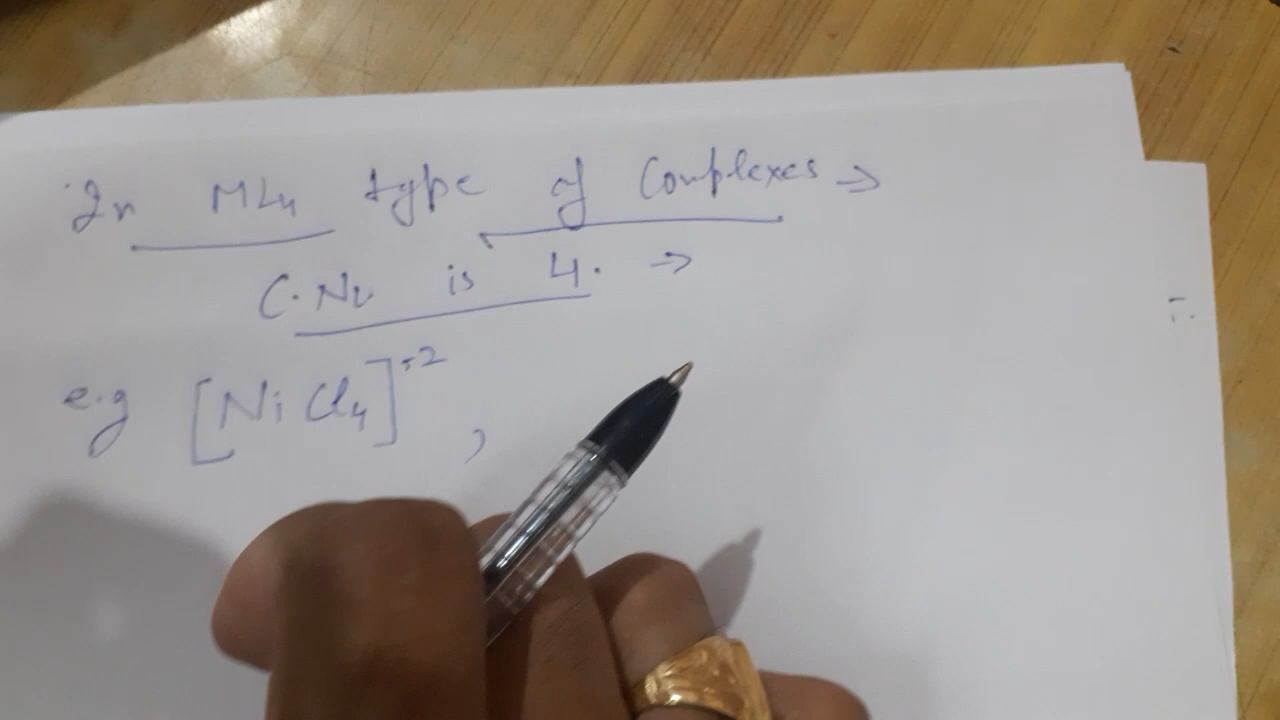 In ML4 type of Complexes →
C.No is 4. →
e.g [NiCl4]-2 ,